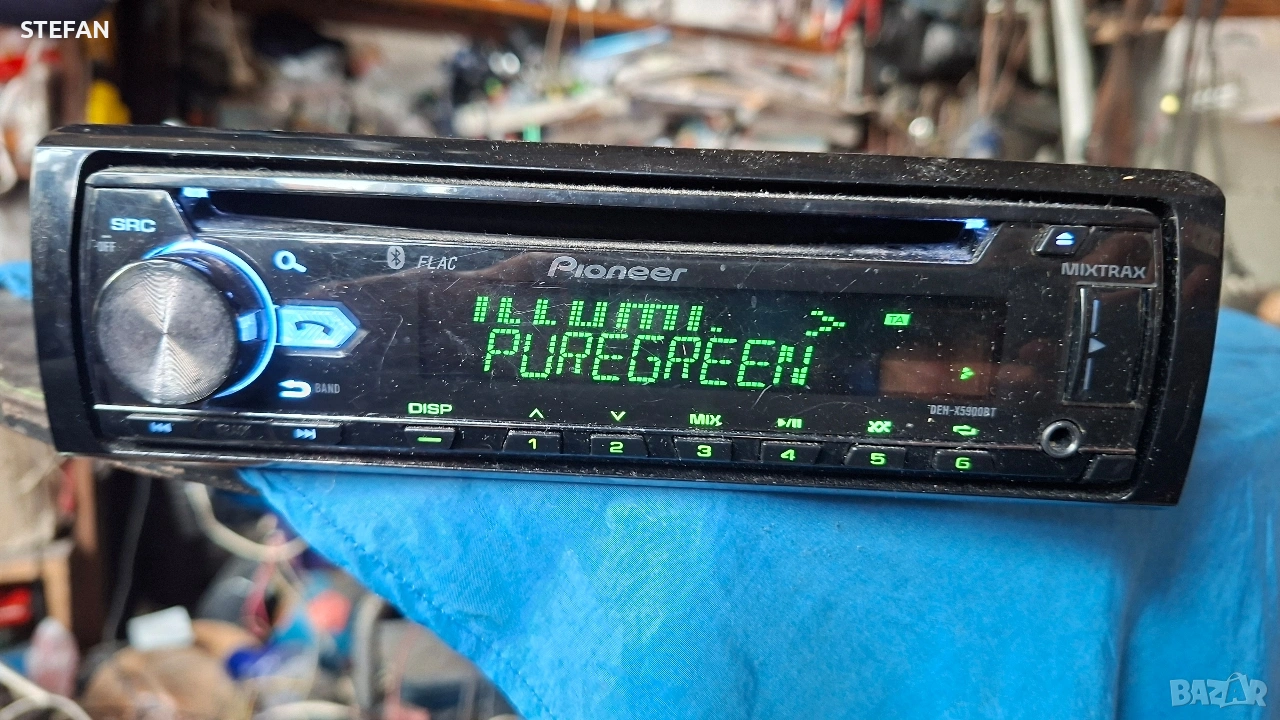 STEFAN
SRC
OFF
FLAC
Pioneer
MIXTRAX
ILLUMI.
TA
PUREGREEN
BAND
DEH-X5900BT
DISP
MIX
TRACK
1 2 3 4 5 6
BAZAR